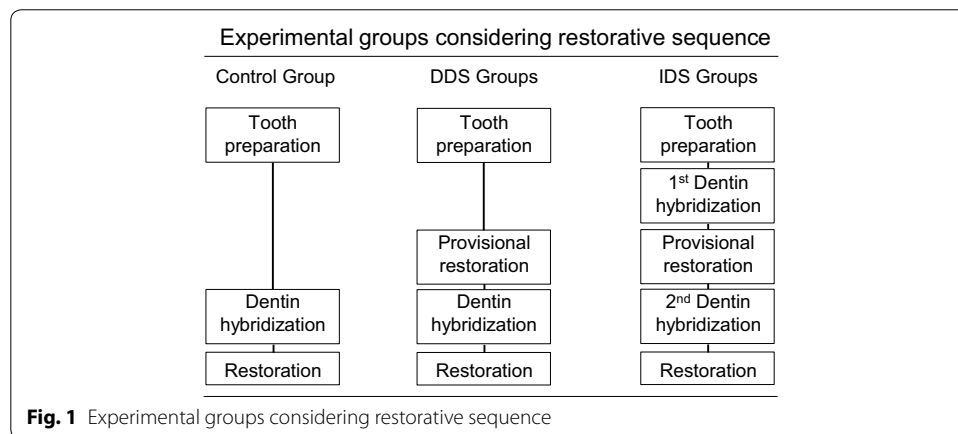 Experimental groups considering restorative sequence
Control Group
DDS Groups
IDS Groups
Tooth
preparation
Dentin
hybridization
Restoration
Tooth
preparation
Provisional
restoration
Dentin
hybridization
Restoration
Tooth
preparation
1st Dentin
hybridization
Provisional
restoration
2nd Dentin
hybridization
Restoration
Fig. 1 Experimental groups considering restorative sequence